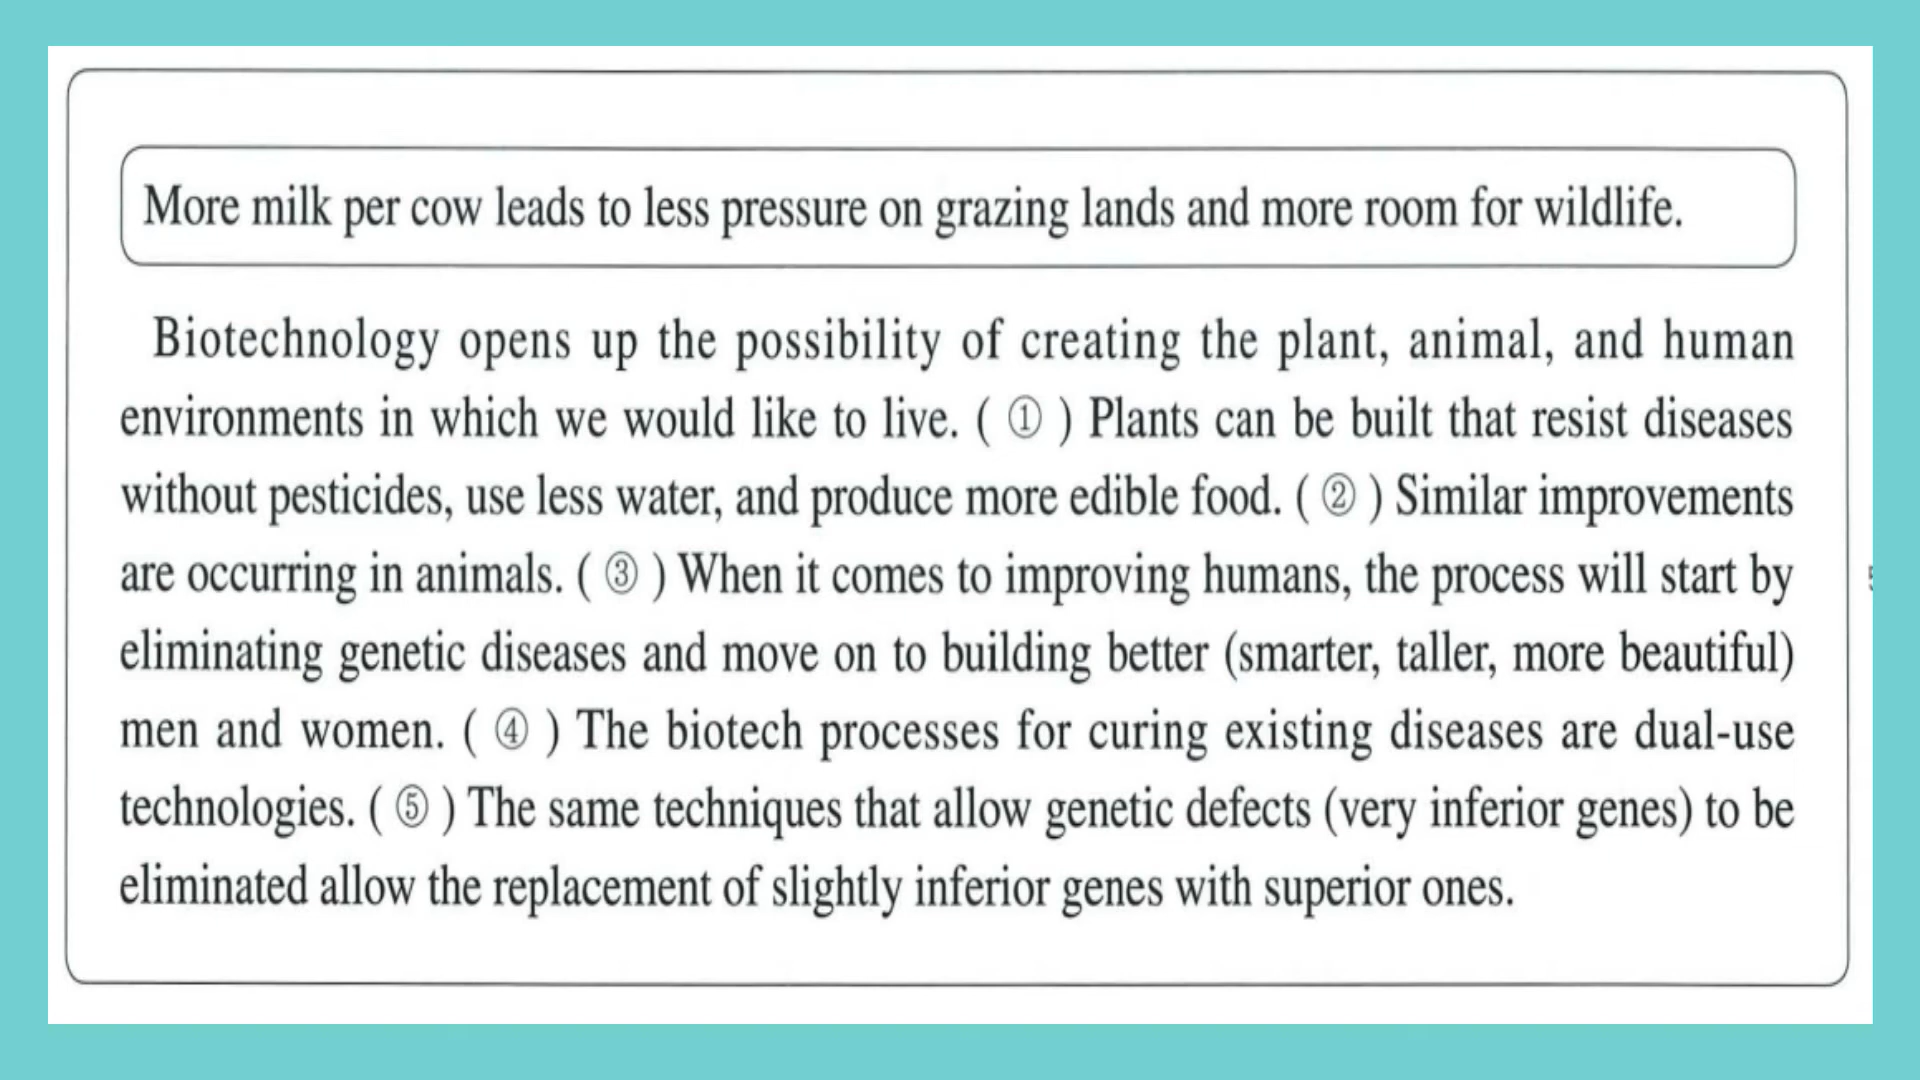 More milk per cow leads to less pressure on grazing lands and more room for wildlife.
Biotechnology opens up the possibility of creating the plant, animal, and human
environments in which we would like to live. ( ① ) Plants can be built that resist diseases
without pesticides, use less water, and produce more edible food. ( ② ) Similar improvements
are occurring in animals. ( ③ ) When it comes to improving humans, the process will start by
eliminating genetic diseases and move on to building better (smarter, taller, more beautiful)
men and women. ( ④ ) The biotech processes for curing existing diseases are dual-use
technologies. ( ⑤ ) The same techniques that allow genetic defects (very inferior genes) to be
eliminated allow the replacement of slightly inferior genes with superior ones.